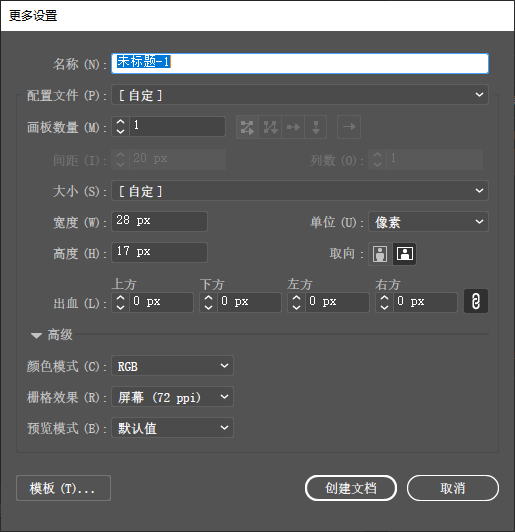 更多设置
名称 (N): 未标题-1
配置文件 (P): [自定]
画板数量 (M): 1
间距 (I): 20 px 列数 (O): 1
大小 (S): [自定]
宽度 (W): 28 px 单位 (U): 像素
高度 (H): 17 px 取向:
上方 下方 左方 右方
出血 (L): 0 px 0 px 0 px 0 px
高级
颜色模式 (C): RGB
栅格效果 (R): 屏幕 (72 ppi)
预览模式 (E): 默认值
模板 (T)... 创建文档 取消